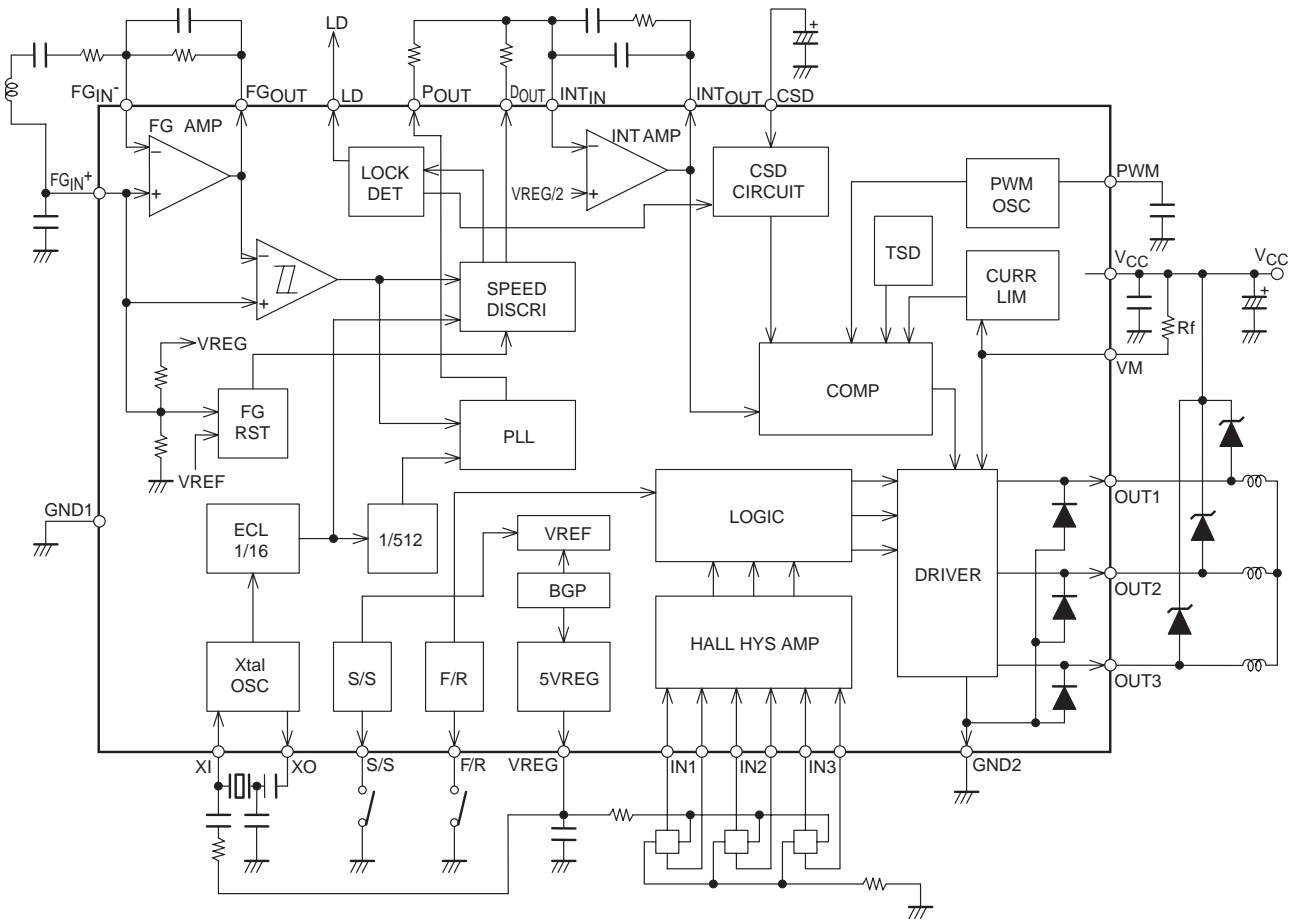 LD
FGIN-
FGOUT
LD
POUT
DOUT
INTIN
INTOUT
CSD
FG AMP
INT AMP
LOCK
DET
CSD
CIRCUIT
PWM
OSC
PWM
FGIN+
VREG/2
TSD
VCC
VCC
CURR
LIM
SPEED
DISCRI
Rf
VREG
VM
COMP
FG
RST
PLL
VREF
GND1
ECL
1/16
1/512
VREF
LOGIC
OUT1
BGP
DRIVER
OUT2
Xtal
OSC
S/S
F/R
5VREG
HALL HYS AMP
OUT3
XI
XO
S/S
F/R
VREG
IN1
IN2
IN3
GND2